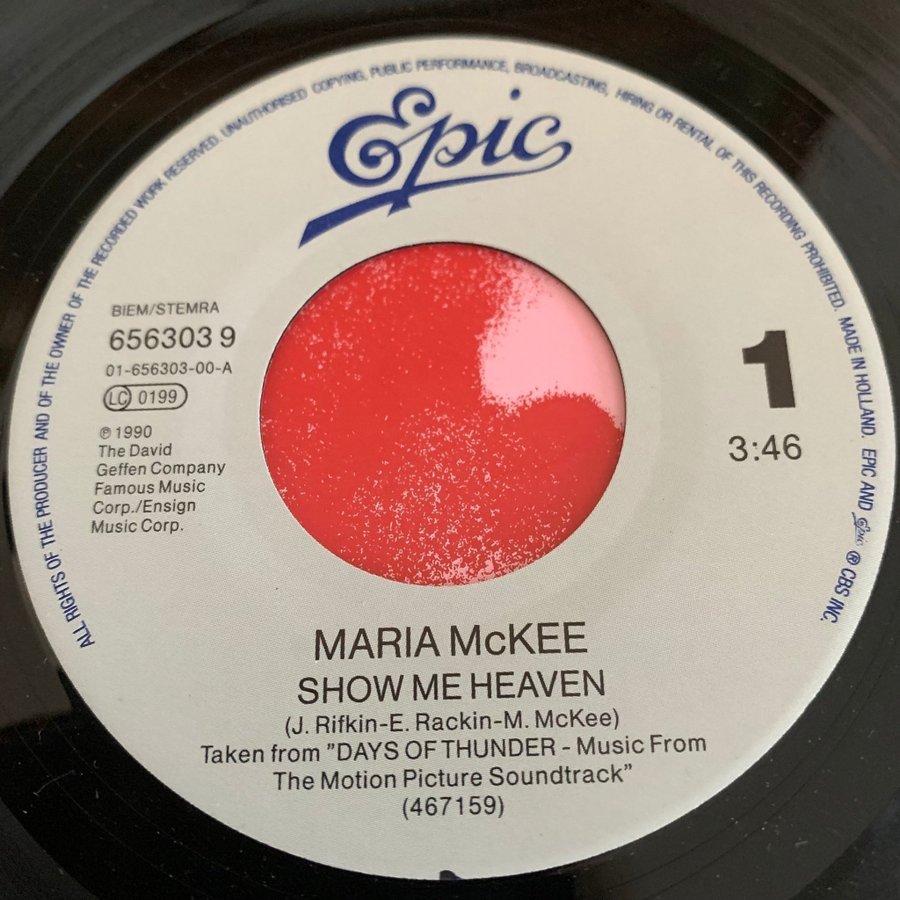 ALL RIGHTS OF THE PRODUCER AND OF THE OWNER OF THE RECORDED WORK RESERVED. UNAUTHORISED COPYING, PUBLIC PERFORMANCE, BROADCASTING, HIRING OR RENTAL OF THIS RECORDING PROHIBITED. MADE IN HOLLAND. EPIC AND Epic ® CBS INC.
Epic
BIEM/STEMRA
656303 9
01-656303-00-A
LC 0199
℗ 1990
The David
Geffen Company
Famous Music
Corp./Ensign
Music Corp.
1
3:46
MARIA McKEE
SHOW ME HEAVEN
(J. Rifkin-E. Rackin-M. McKee)
Taken from "DAYS OF THUNDER - Music From
The Motion Picture Soundtrack"
(467159)